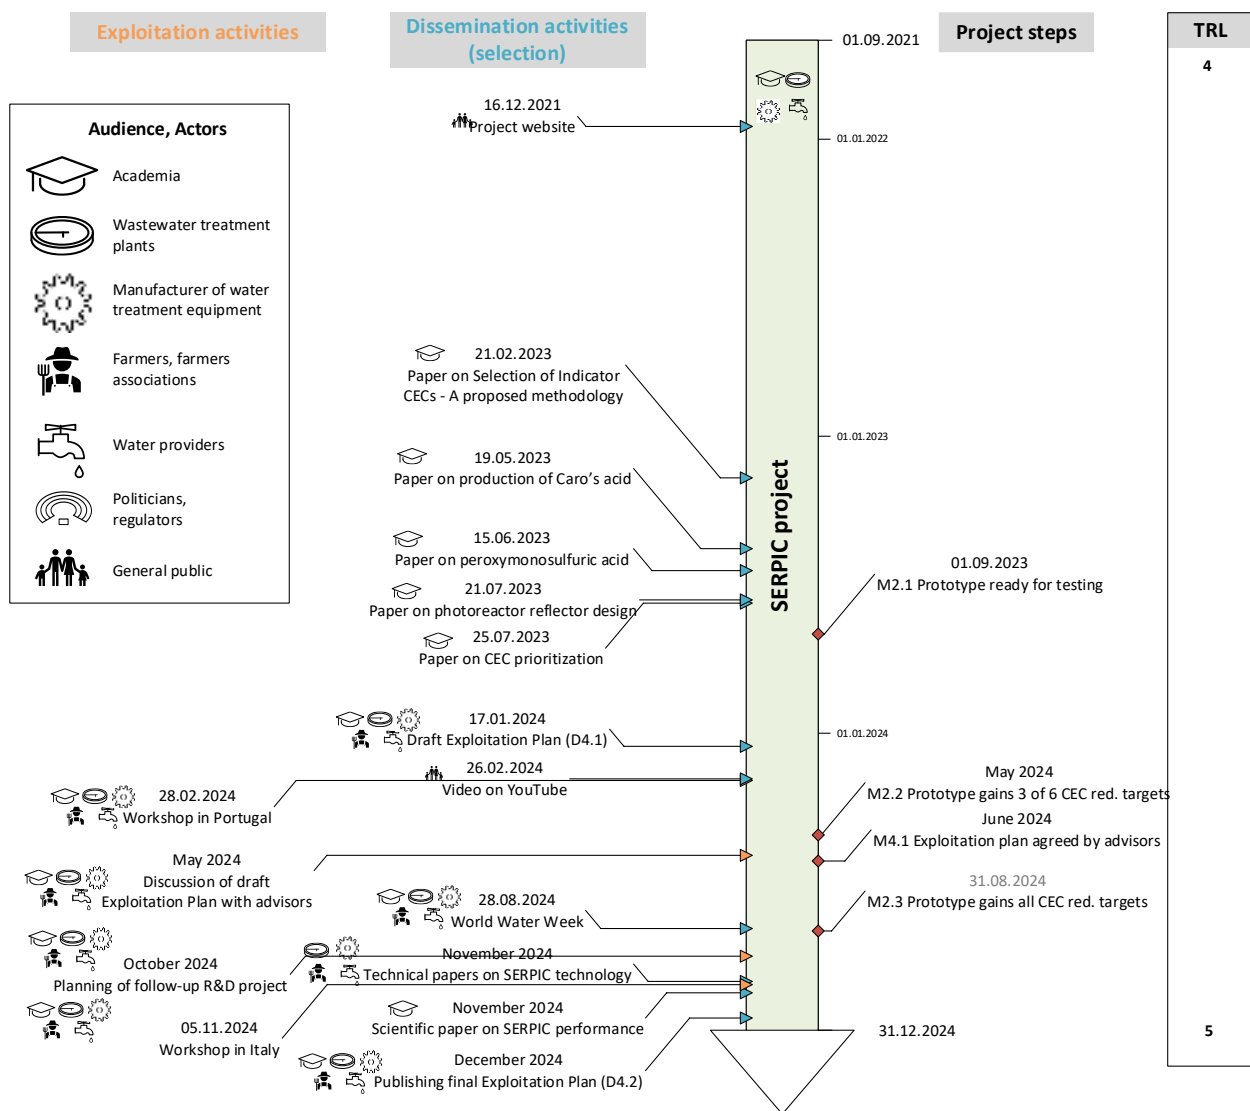 Exploitation activities
Dissemination activities
(selection)
Project steps
TRL
01.09.2021
4
Audience, Actors
Academia
Wastewater treatment
plants
Manufacturer of water
treatment equipment
Farmers, farmers
associations
Water providers
Politicians,
regulators
General public
16.12.2021
Project website
01.01.2022
21.02.2023
Paper on Selection of Indicator
CECs - A proposed methodology
01.01.2023
19.05.2023
Paper on production of Caro's acid
SERPIC project
15.06.2023
Paper on peroxymonosulfuric acid
21.07.2023
Paper on photoreactor reflector design
25.07.2023
Paper on CEC prioritization
01.09.2023
M2.1 Prototype ready for testing
17.01.2024
Draft Exploitation Plan (D4.1)
01.01.2024
26.02.2024
Video on YouTube
28.02.2024
Workshop in Portugal
May 2024
M2.2 Prototype gains 3 of 6 CEC red. targets
June 2024
M4.1 Exploitation plan agreed by advisors
May 2024
Discussion of draft
Exploitation Plan with advisors
28.08.2024
World Water Week
31.08.2024
M2.3 Prototype gains all CEC red. targets
October 2024
Planning of follow-up R&D project
November 2024
Technical papers on SERPIC technology
05.11.2024
Workshop in Italy
November 2024
Scientific paper on SERPIC performance
31.12.2024
5
December 2024
Publishing final Exploitation Plan (D4.2)